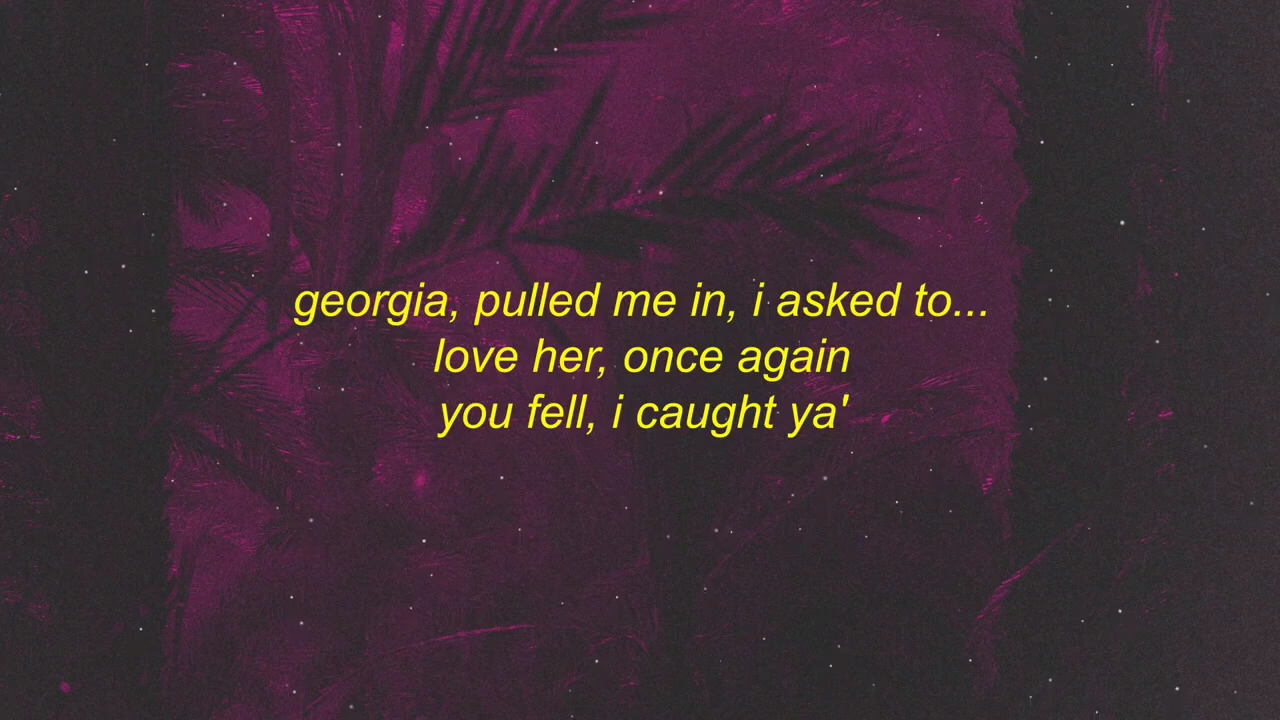 georgia, pulled me in, i asked to...
love her, once again
you fell, i caught ya'